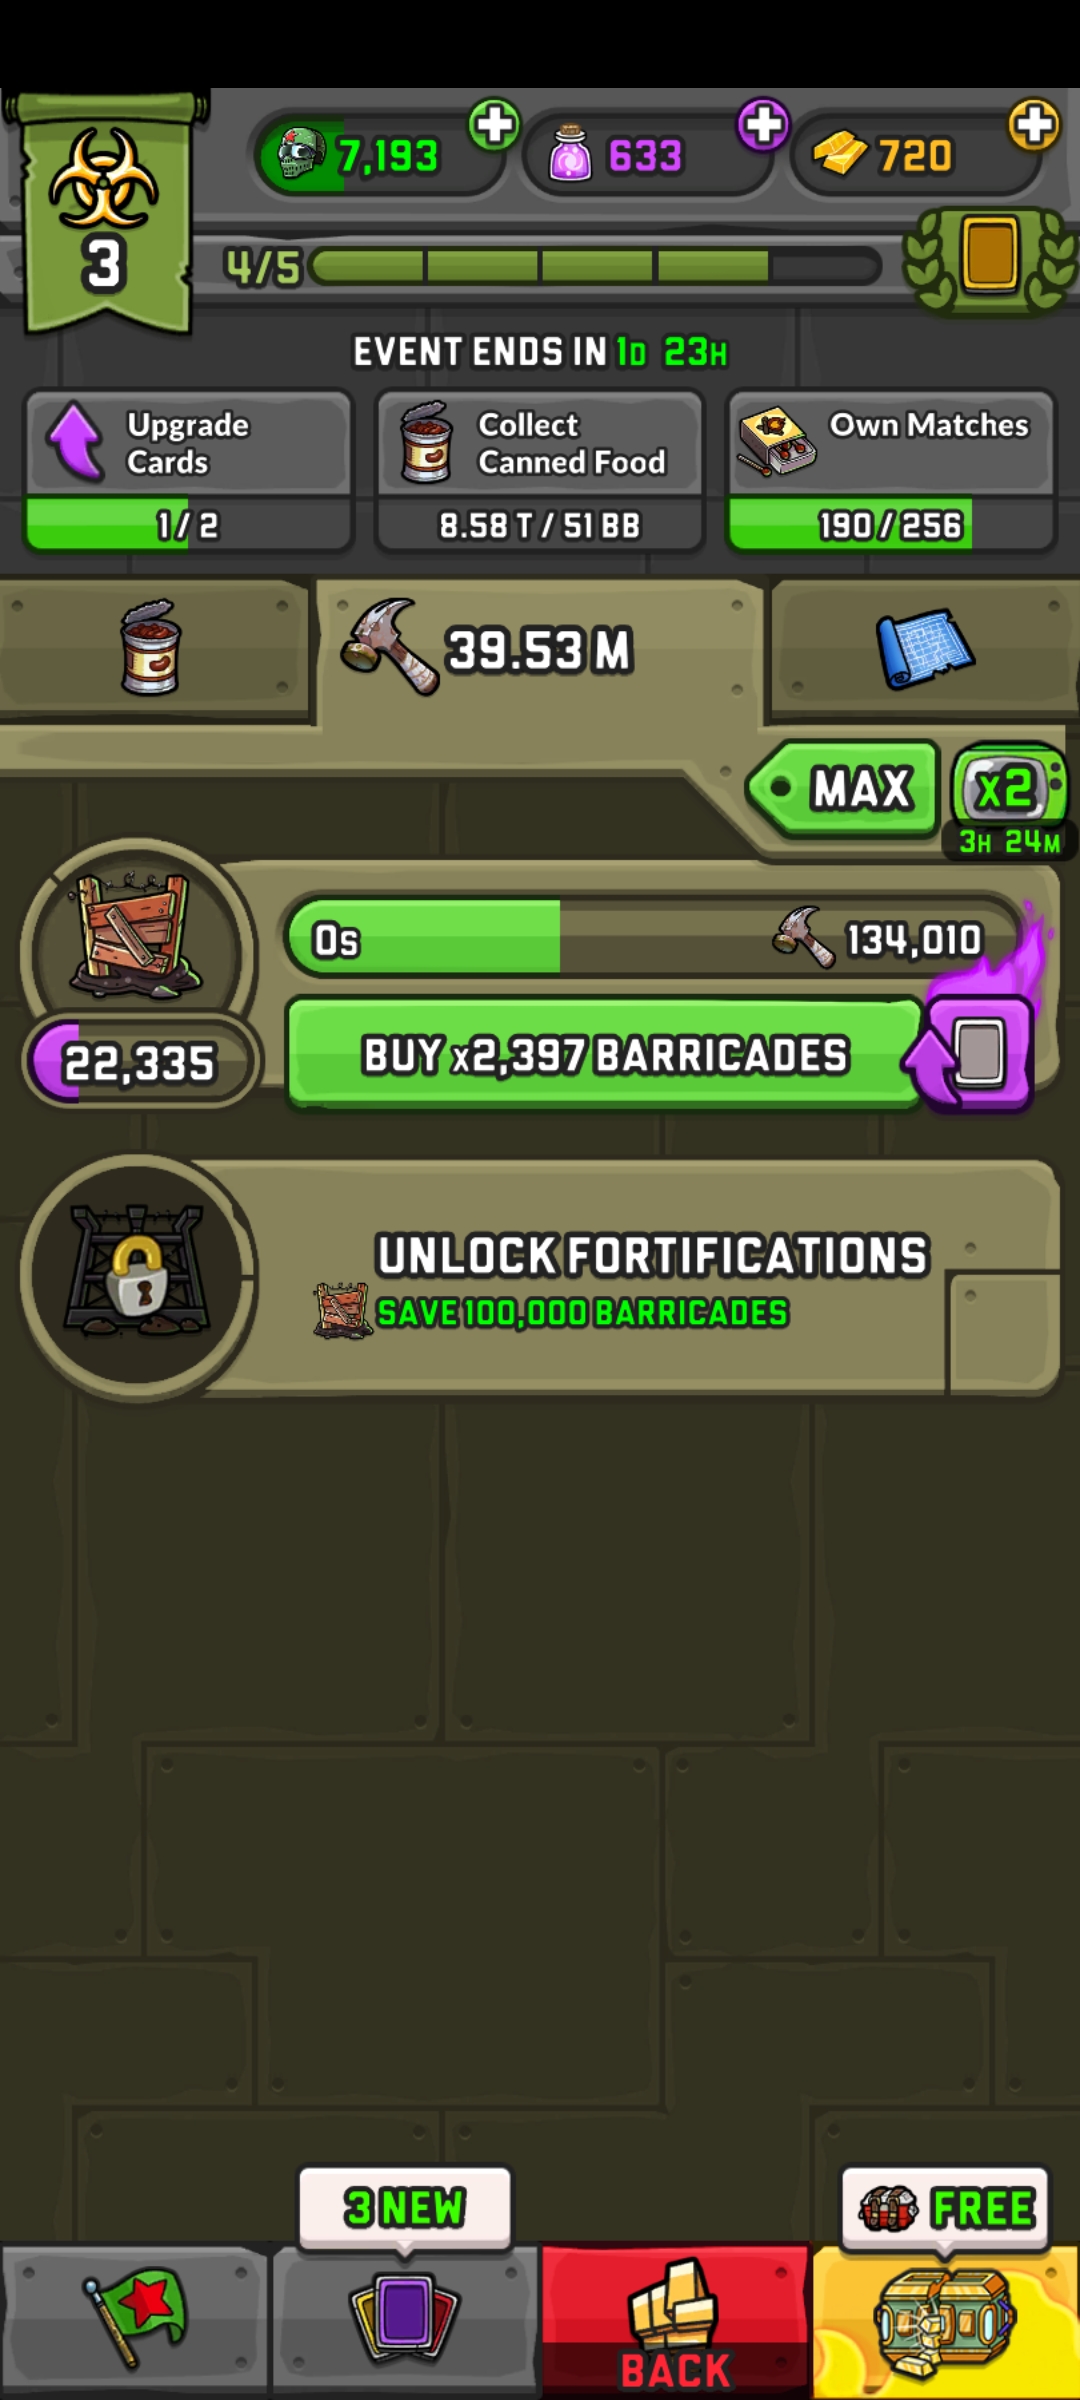 7,193
633
720
3
4/5
EVENT ENDS IN 1D 23H
Upgrade
Cards
1/2
Collect
Canned Food
8.58 T / 51 BB
Own Matches
190/256
39.53 M
MAX
x2
3H 24M
0s
134,010
22,335
BUY x2,397 BARRICADES
UNLOCK FORTIFICATIONS
SAVE 100,000 BARRICADES
3 NEW
FREE
BACK